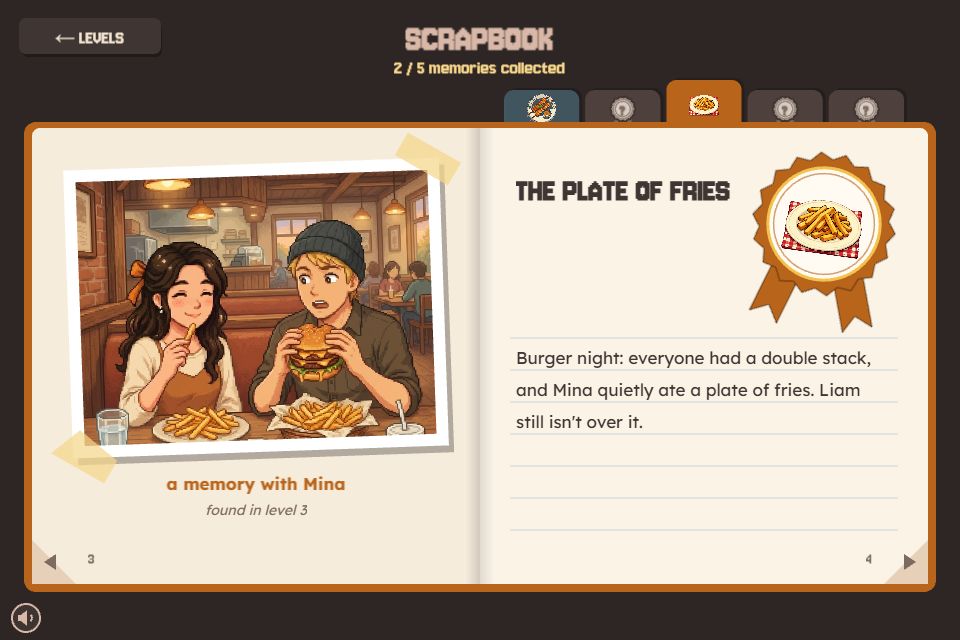 ← LEVELS
SCRAPBOOK
2 / 5 memories collected
?
?
?
THE PLATE OF FRIES
Burger night: everyone had a double stack,
and Mina quietly ate a plate of fries. Liam
still isn't over it.
a memory with Mina
found in level 3
3
4